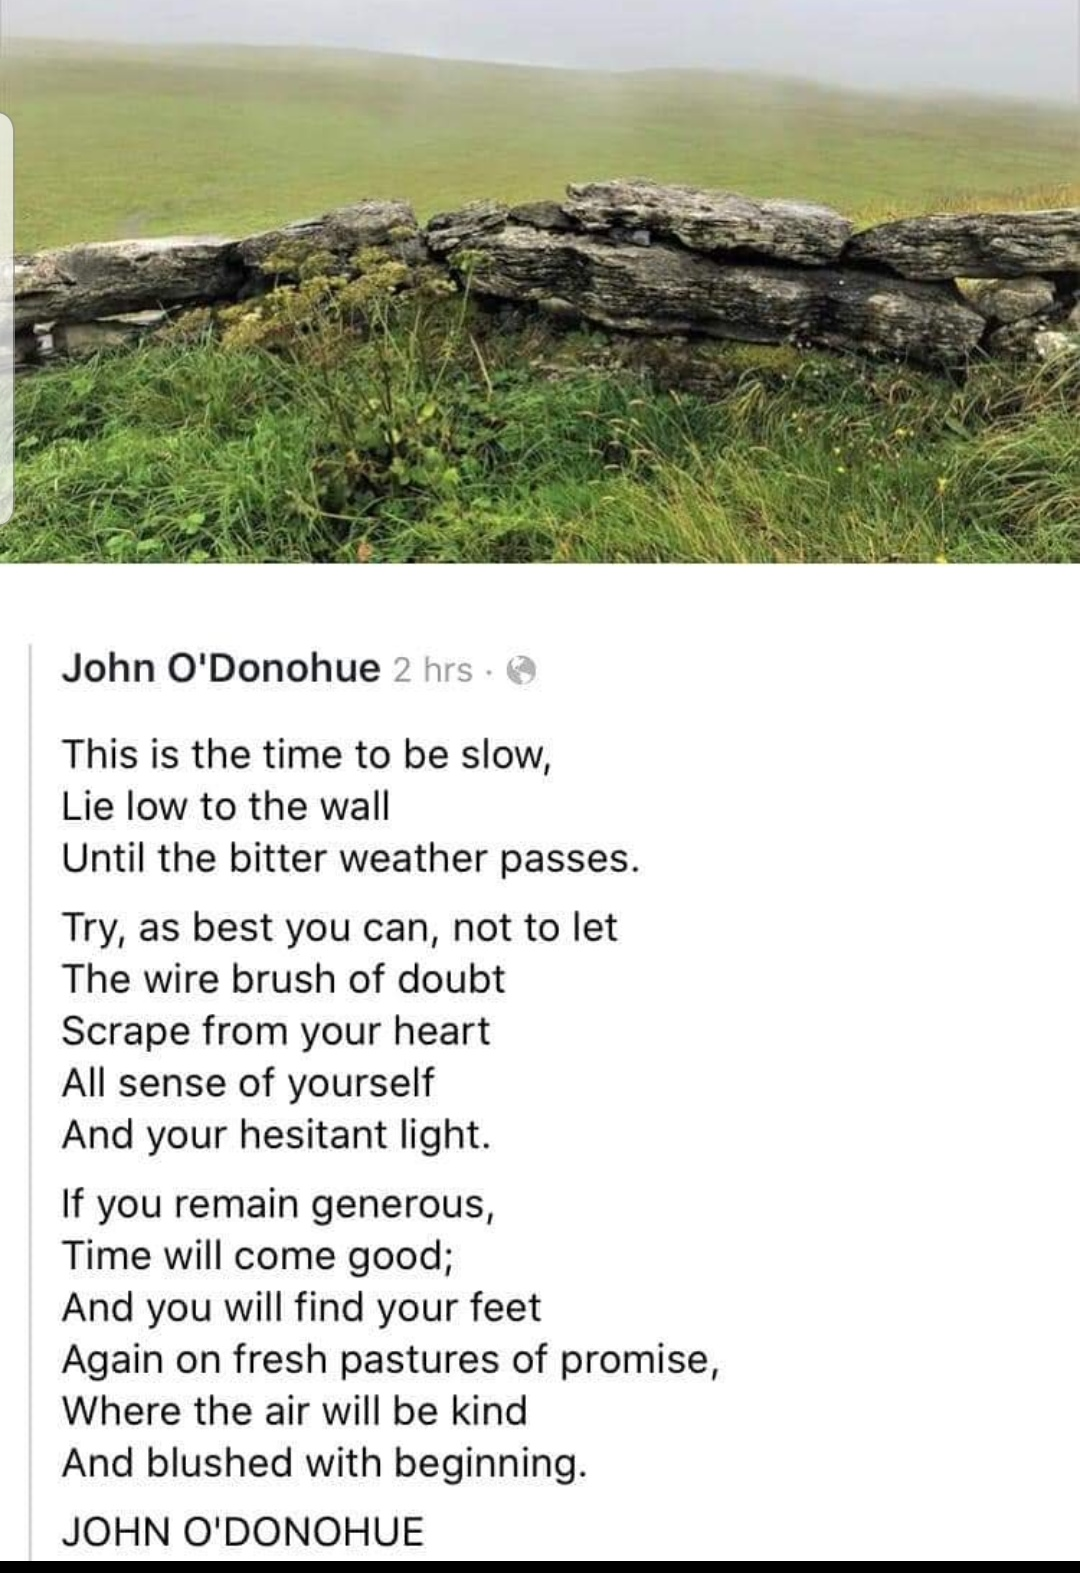 John O'Donohue 2 hrs ·
This is the time to be slow,
Lie low to the wall
Until the bitter weather passes.
Try, as best you can, not to let
The wire brush of doubt
Scrape from your heart
All sense of yourself
And your hesitant light.
If you remain generous,
Time will come good;
And you will find your feet
Again on fresh pastures of promise,
Where the air will be kind
And blushed with beginning.
JOHN O'DONOHUE